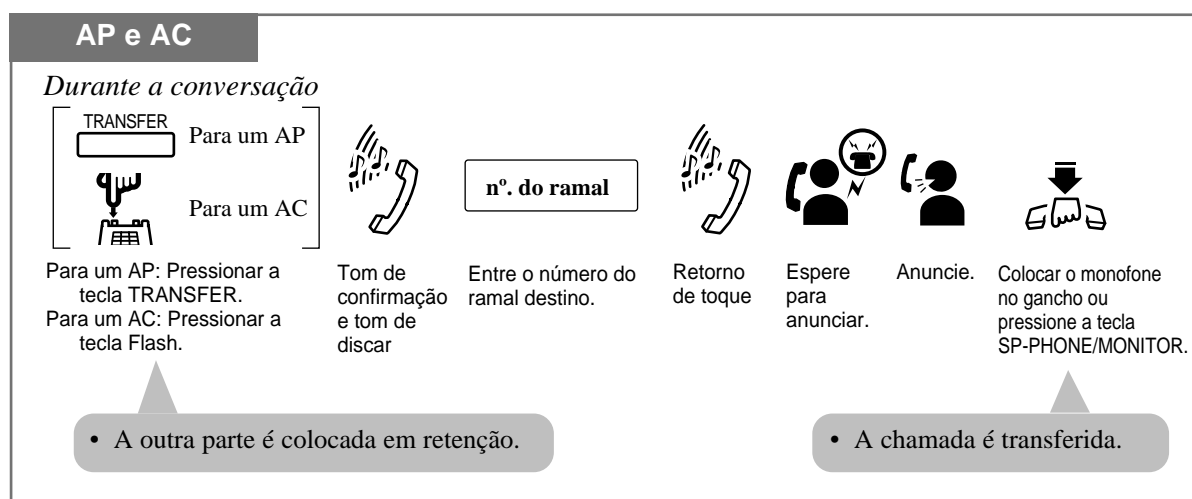 AP e AC
Durante a conversação
TRANSFER
Para um AP
Para um AC
nº. do ramal
Para um AP: Pressionar a
tecla TRANSFER.
Para um AC: Pressionar a
tecla Flash.
Tom de
confirmação
e tom de
discar
Entre o número do
ramal destino.
Retorno
de toque
Espere
para
anunciar.
Anuncie.
Colocar o monofone
no gancho ou
pressione a tecla
SP-PHONE/MONITOR.
• A outra parte é colocada em retenção.
• A chamada é transferida.